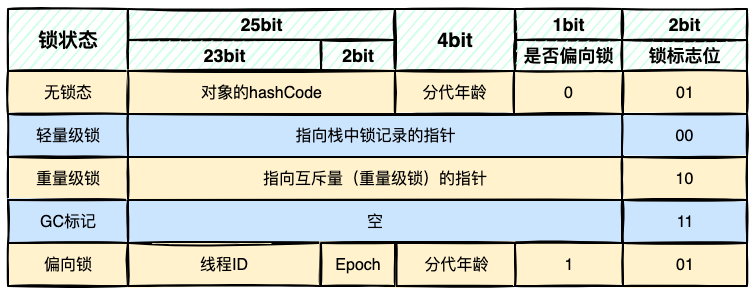 锁状态
25bit
4bit
1bit
2bit
23bit
2bit
是否偏向锁
锁标志位
无锁态
对象的hashCode
分代年龄
0
01
轻量级锁
指向栈中锁记录的指针
00
重量级锁
指向互斥量（重量级锁）的指针
10
GC标记
空
11
偏向锁
线程ID
Epoch
分代年龄
1
01